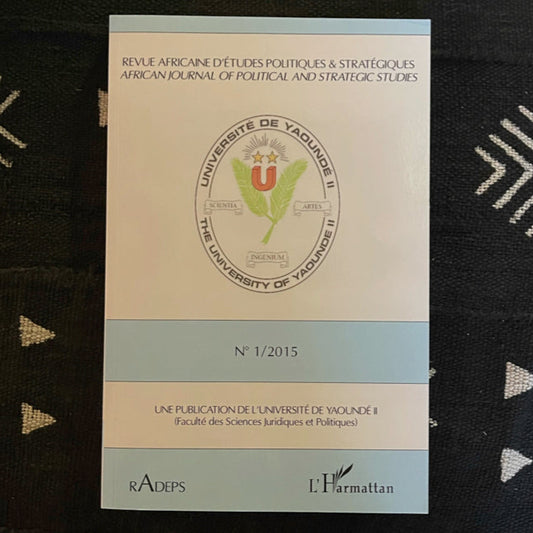 REVUE AFRICAINE D'ÉTUDES POLITIQUES & STRATÉGIQUES
AFRICAN JOURNAL OF POLITICAL AND STRATEGIC STUDIES
UNIVERSITÉ DE YAOUNDÉ II
U
SCIENTIA
ARTES
INGENIUM
THE UNIVERSITY OF YAOUNDE II
N° 1/2015
UNE PUBLICATION DE L'UNIVERSITÉ DE YAOUNDÉ II
(Faculté des Sciences Juridiques et Politiques)
RADEPS
L'Harmattan